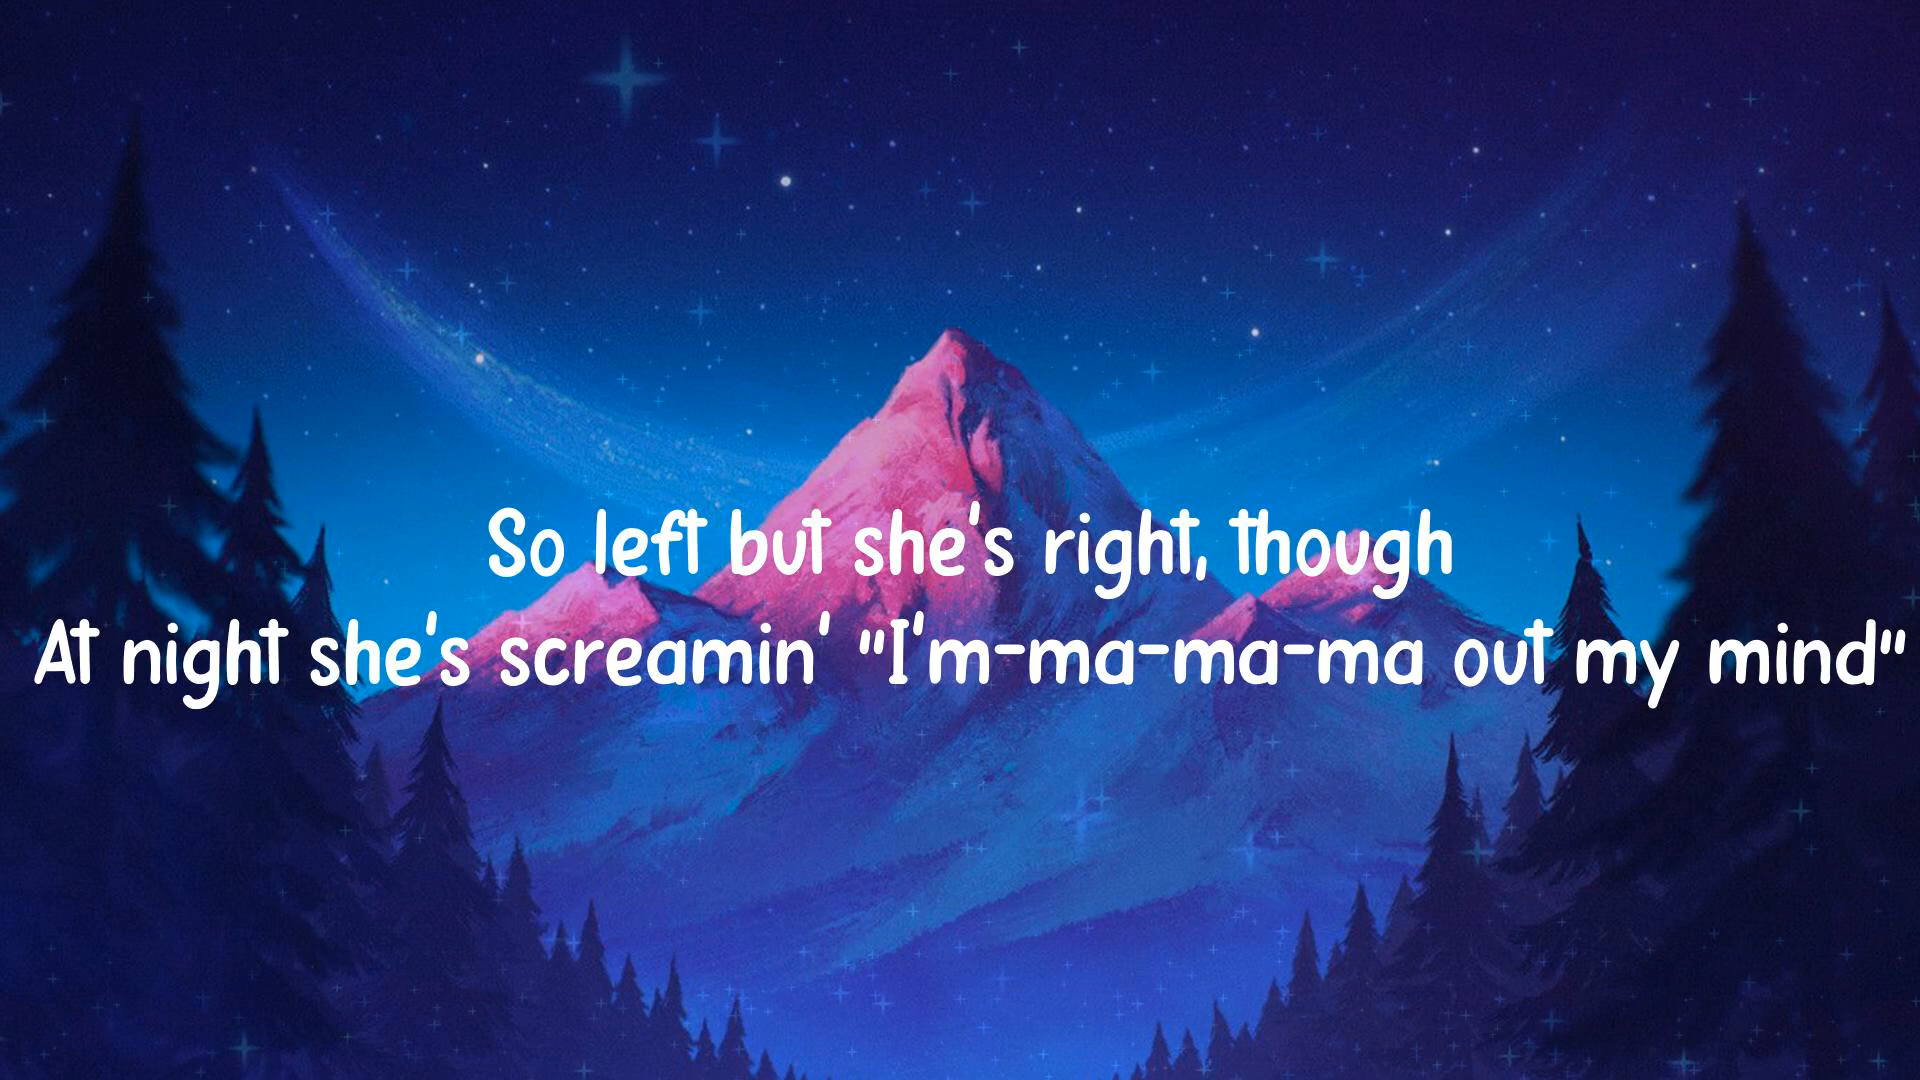 So left but she's right, though
At night she's screamin' "I'm-ma-ma-ma out my mind"